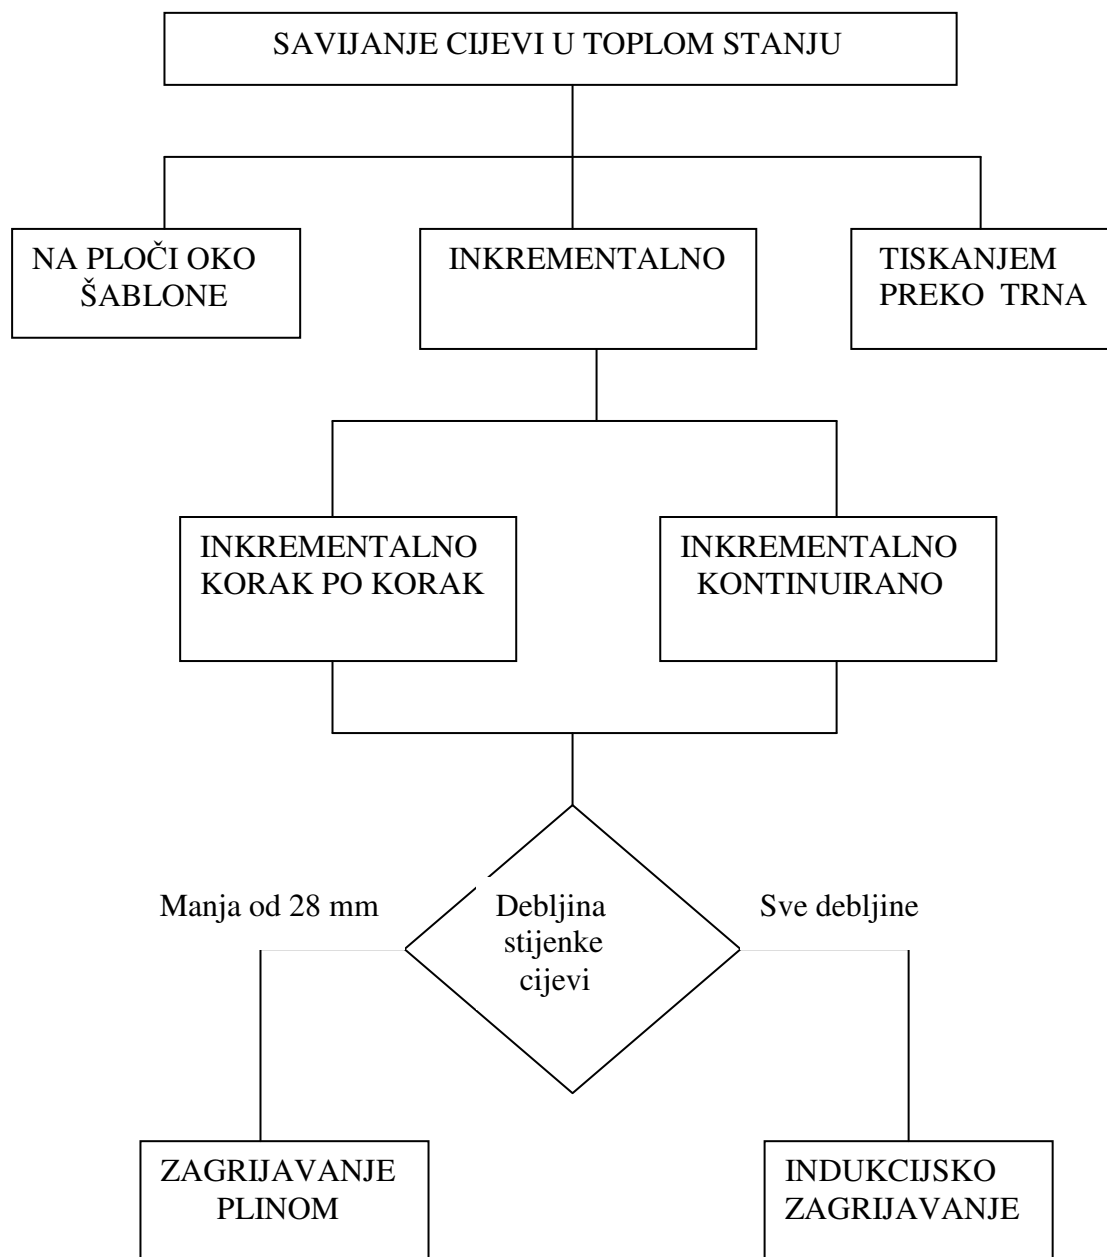 SAVIJANJE CIJEVI U TOPLOM STANJU
NA PLOČI OKO
ŠABLONE
INKREMENTALNO
TISKANJEM
PREKO TRNA
INKREMENTALNO
KORAK PO KORAK
INKREMENTALNO
KONTINUIRANO
Manja od 28 mm
Debljina
stijenke
cijevi
Sve debljine
ZAGRIJAVANJE
PLINOM
INDUKCIJSKO
ZAGRIJAVANJE